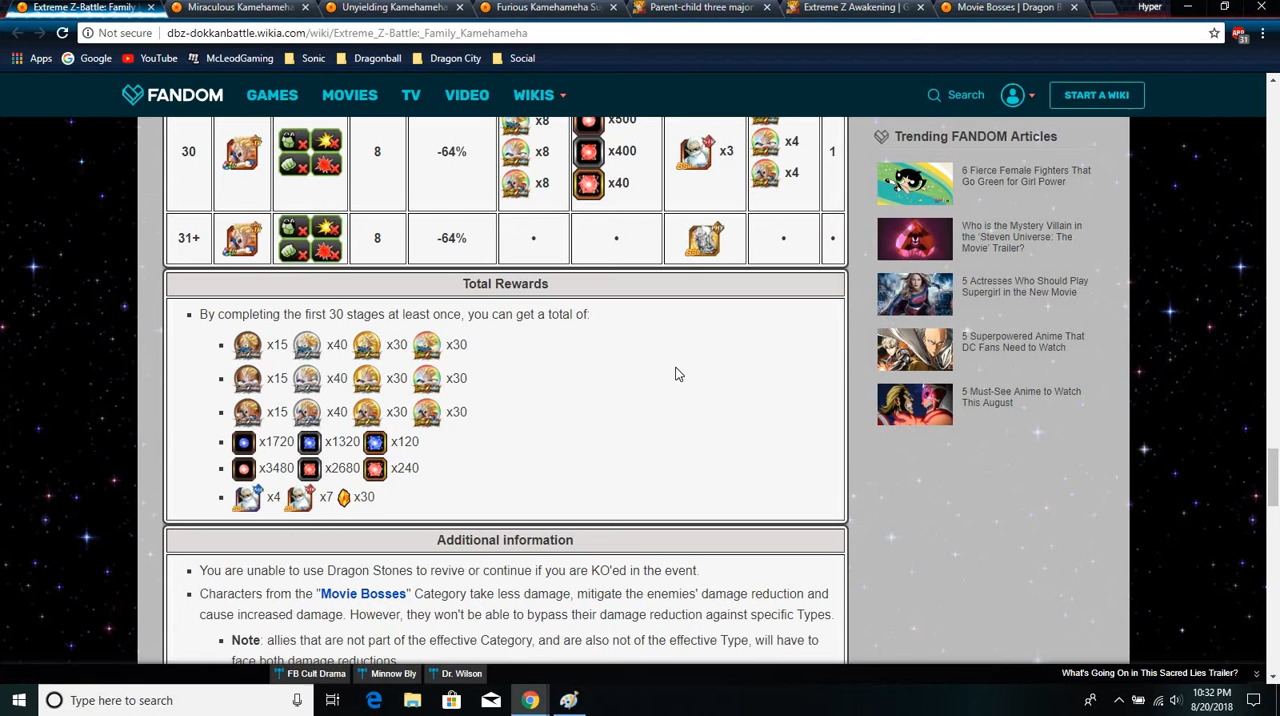 Extreme Z-Battle: Family
Miraculous Kamehameha
Unyielding Kamehameha
Furious Kamehameha Su
Parent-child three major
Extreme Z Awakening | G
Movie Bosses | Dragon B
Hyper
Not secure | dbz-dokkanbattle.wikia.com/wiki/Extreme_Z-Battle:_Family_Kamehameha
31
Apps Google YouTube McLeodGaming Sonic Dragonball Dragon City Social
FANDOM GAMES MOVIES TV VIDEO WIKIS Search START A WIKI
x8 x500
30 8 -64% x8 x400 x3 x4 1
x8 x40 x4
31+ 8 -64% • • • •
Total Rewards
By completing the first 30 stages at least once, you can get a total of:
x15 x40 x30 x30
x15 x40 x30 x30
x15 x40 x30 x30
x1720 x1320 x120
x3480 x2680 x240
x4 x7 x30
Additional information
You are unable to use Dragon Stones to revive or continue if you are KO'ed in the event.
Characters from the "Movie Bosses" Category take less damage, mitigate the enemies' damage reduction and
cause increased damage. However, they won't be able to bypass their damage reduction against specific Types.
Note: allies that are not part of the effective Category, and are also not of the effective Type, will have to
face both damage reductions.
Trending FANDOM Articles
6 Fierce Female Fighters That
Go Green for Girl Power
Who is the Mystery Villain in
the 'Steven Universe: The
Movie' Trailer?
5 Actresses Who Should Play
Supergirl in the New Movie
5 Superpowered Anime That
DC Fans Need to Watch
5 Must-See Anime to Watch
This August
FB Cult Drama Minnow Bly Dr. Wilson What's Going On in This Sacred Lies Trailer?
Type here to search
10:32 PM
8/20/2018